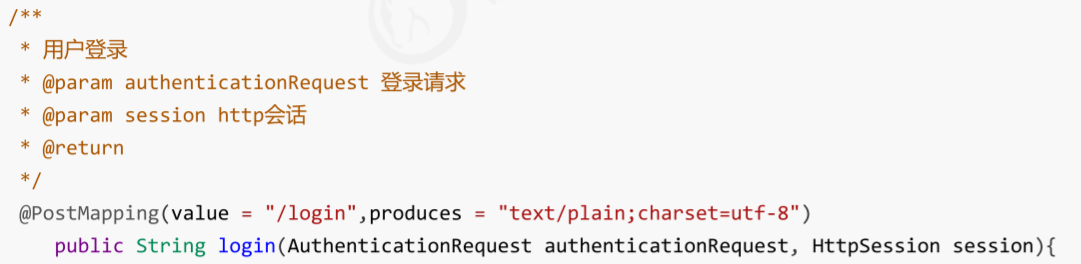 /**
 * 用户登录
 * @param authenticationRequest 登录请求
 * @param session http会话
 * @return
 */
 @PostMapping(value = "/login",produces = "text/plain;charset=utf-8")
    public String login(AuthenticationRequest authenticationRequest, HttpSession session){